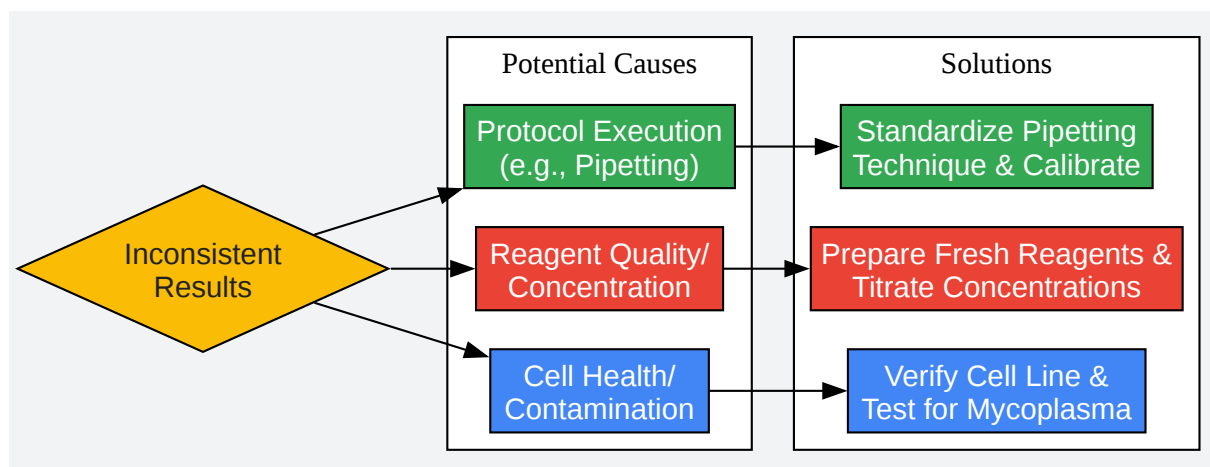 Potential Causes
Solutions
Protocol Execution
(e.g., Pipetting)
Standardize Pipetting
Technique & Calibrate
Inconsistent
Results
Reagent Quality/
Concentration
Prepare Fresh Reagents &
Titrate Concentrations
Cell Health/
Contamination
Verify Cell Line &
Test for Mycoplasma